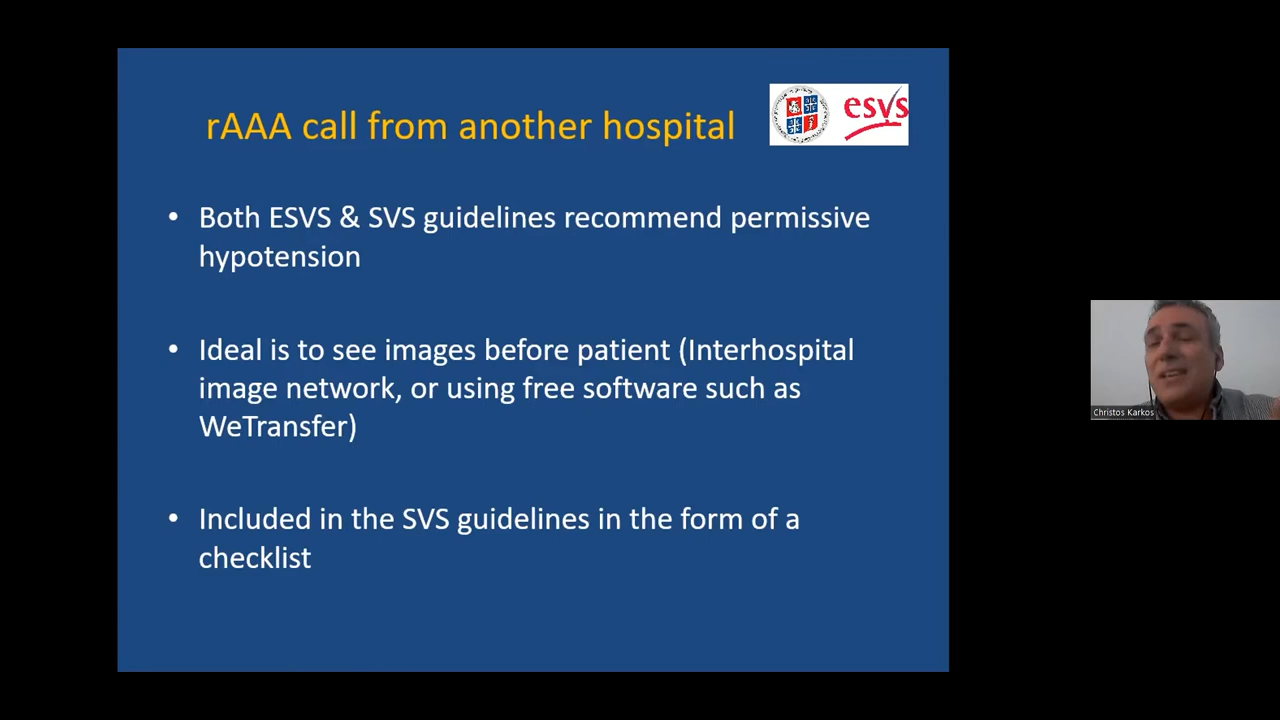 rAAA call from another hospital
esvs
• Both ESVS & SVS guidelines recommend permissive
hypotension
• Ideal is to see images before patient (Interhospital
image network, or using free software such as
WeTransfer)
• Included in the SVS guidelines in the form of a
checklist
Christos Karkos